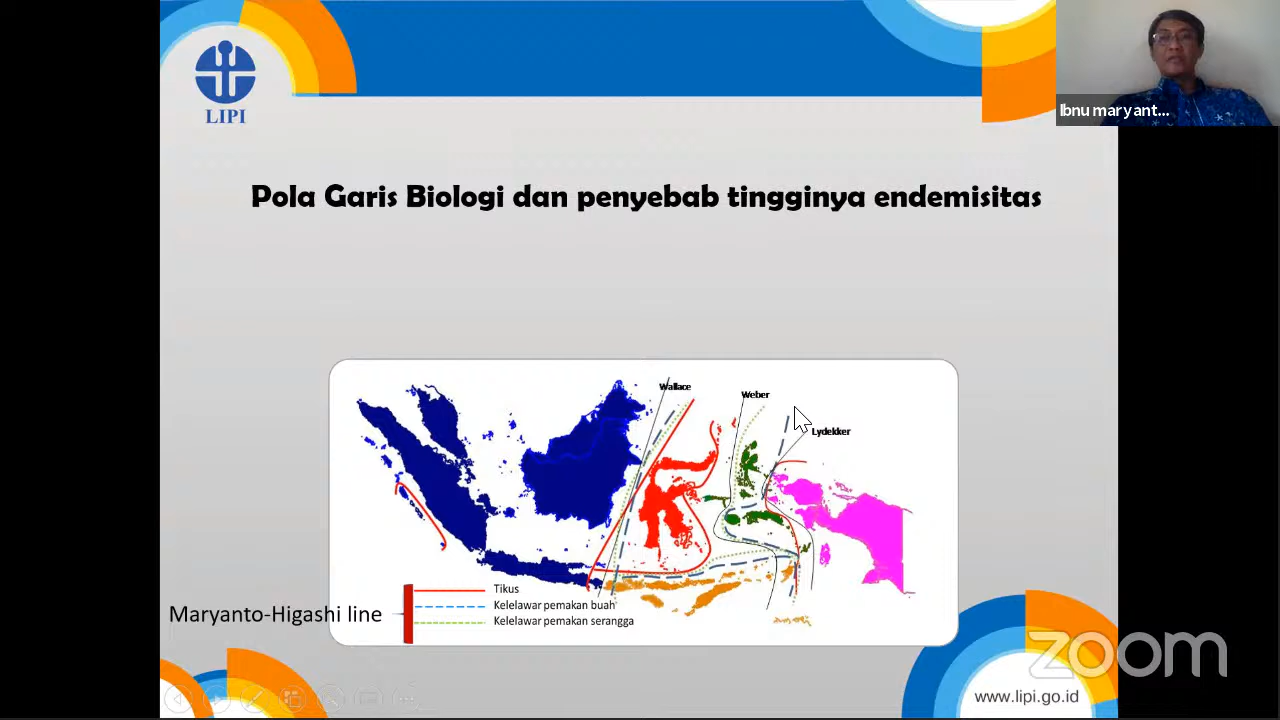 LIPI
Ibnu maryant...
Pola Garis Biologi dan penyebab tingginya endemisitas
Wallace
Weber
Lydekker
Tikus
Kelelawar pemakan buah
Kelelawar pemakan serangga
Maryanto-Higashi line
zoom
www.lipi.go.id